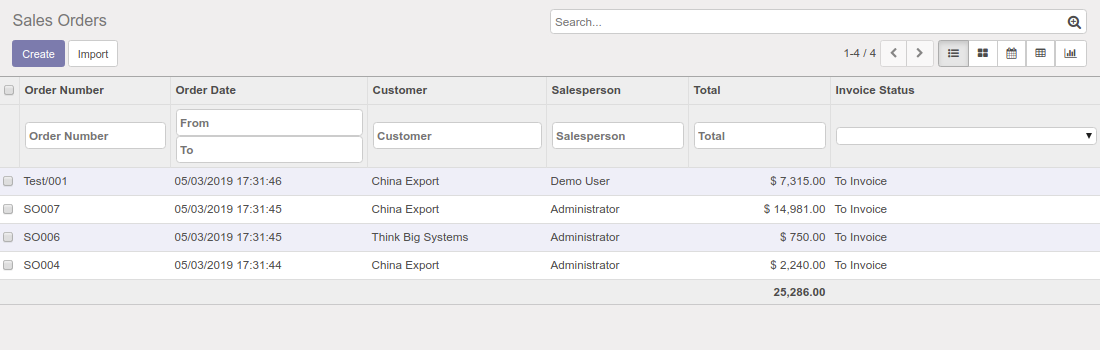 Sales Orders
Search...
Create Import
1-4 / 4
Order Number Order Date Customer Salesperson Total Invoice Status
From
Order Number Customer Salesperson Total
To
Test/001 05/03/2019 17:31:46 China Export Demo User $ 7,315.00 To Invoice
SO007 05/03/2019 17:31:45 China Export Administrator $ 14,981.00 To Invoice
SO006 05/03/2019 17:31:45 Think Big Systems Administrator $ 750.00 To Invoice
SO004 05/03/2019 17:31:44 China Export Administrator $ 2,240.00 To Invoice
25,286.00